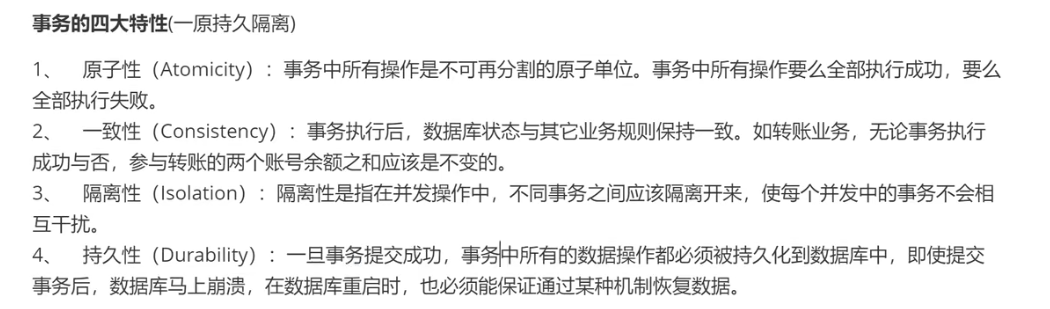 事务的四大特性(一原持久隔离)
1、 原子性（Atomicity）：事务中所有操作是不可再分割的原子单位。事务中所有操作要么全部执行成功，要么
全部执行失败。
2、 一致性（Consistency）：事务执行后，数据库状态与其它业务规则保持一致。如转账业务，无论事务执行
成功与否，参与转账的两个账号余额之和应该是不变的。
3、 隔离性（Isolation）：隔离性是指在并发操作中，不同事务之间应该隔离开来，使每个并发中的事务不会相
互干扰。
4、 持久性（Durability）：一旦事务提交成功，事务中所有的数据操作都必须被持久化到数据库中，即使提交
事务后，数据库马上崩溃，在数据库重启时，也必须能保证通过某种机制恢复数据。